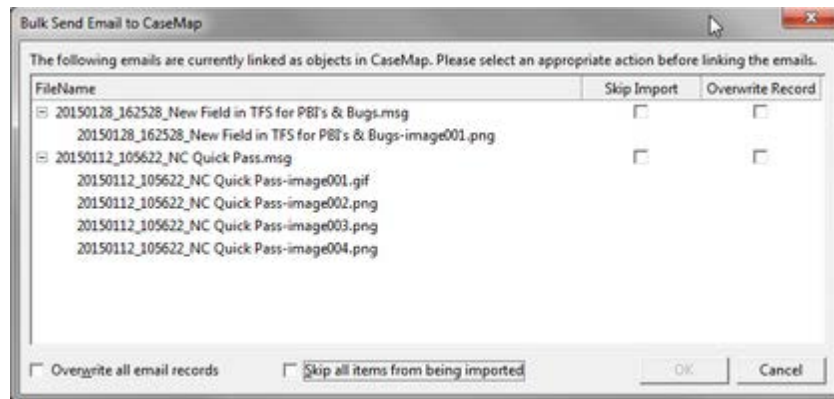 Bulk Send Email to CaseMap
The following emails are currently linked as objects in CaseMap. Please select an appropriate action before linking the emails.
FileName Skip Import Overwrite Record
20150128_162528_New Field in TFS for PBI's & Bugs.msg
20150128_162528_New Field in TFS for PBI's & Bugs-image001.png
20150112_105622_NC Quick Pass.msg
20150112_105622_NC Quick Pass-image001.gif
20150112_105622_NC Quick Pass-image002.png
20150112_105622_NC Quick Pass-image003.png
20150112_105622_NC Quick Pass-image004.png
Overwrite all email records Skip all items from being imported OK Cancel